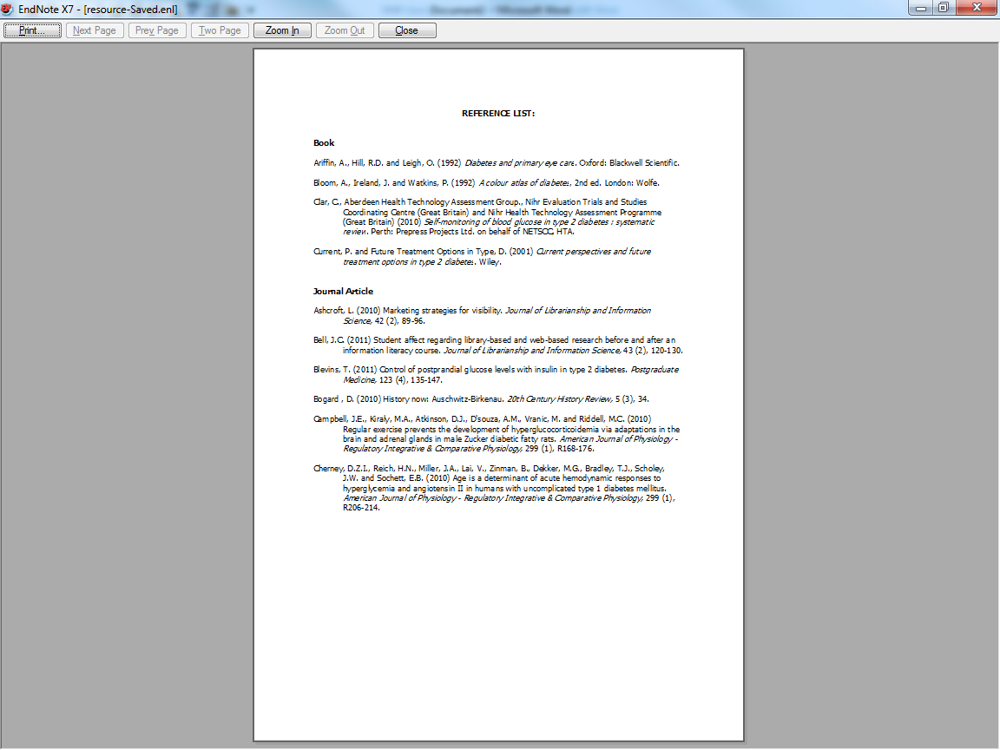 EndNote X7 - [resource-Saved.enl]
Print... Next Page Prev Page Two Page Zoom In Zoom Out Close
REFERENCE LIST:
Book
Ariffin, A., Hill, R.D. and Leigh, O. (1992) Diabetes and primary eye care. Oxford: Blackwell Scientific.
Bloom, A., Ireland, J. and Watkins, P. (1992) A colour atlas of diabetes, 2nd ed. London: Wolfe.
Clar, C., Aberdeen Health Technology Assessment Group., Nihr Evaluation Trials and Studies
Coordinating Centre (Great Britain) and Nihr Health Technology Assessment Programme
(Great Britain) (2010) Self-monitoring of blood glucose in type 2 diabetes : systematic
review. Perth: Prepress Projects Ltd. on behalf of NETSCC, HTA.
Current, P. and Future Treatment Options in Type, D. (2001) Current perspectives and future
treatment options in type 2 diabetes. Wiley.
Journal Article
Ashcroft, L. (2010) Marketing strategies for visibility. Journal of Librarianship and Information
Science, 42 (2), 89-96.
Bell, J.C. (2011) Student affect regarding library-based and web-based research before and after an
information literacy course. Journal of Librarianship and Information Science, 43 (2), 120-130.
Blevins, T. (2011) Control of postprandial glucose levels with insulin in type 2 diabetes. Postgraduate
Medicine, 123 (4), 135-147.
Bogard , D. (2010) History now: Auschwitz-Birkenau. 20th Century History Review, 5 (3), 34.
Campbell, J.E., Kiraly, M.A., Atkinson, D.J., D'souza, A.M., Vranic, M. and Riddell, M.C. (2010)
Regular exercise prevents the development of hyperglucocorticoidemia via adaptations in the
brain and adrenal glands in male Zucker diabetic fatty rats. American Journal of Physiology -
Regulatory Integrative & Comparative Physiology, 299 (1), R168-176.
Cherney, D.Z.I., Reich, H.N., Miller, J.A., Lai, V., Zinman, B., Dekker, M.G., Bradley, T.J., Scholey,
J.W. and Sochett, E.B. (2010) Age is a determinant of acute hemodynamic responses to
hyperglycemia and angiotensin II in humans with uncomplicated type 1 diabetes mellitus.
American Journal of Physiology - Regulatory Integrative & Comparative Physiology, 299 (1),
R206-214.